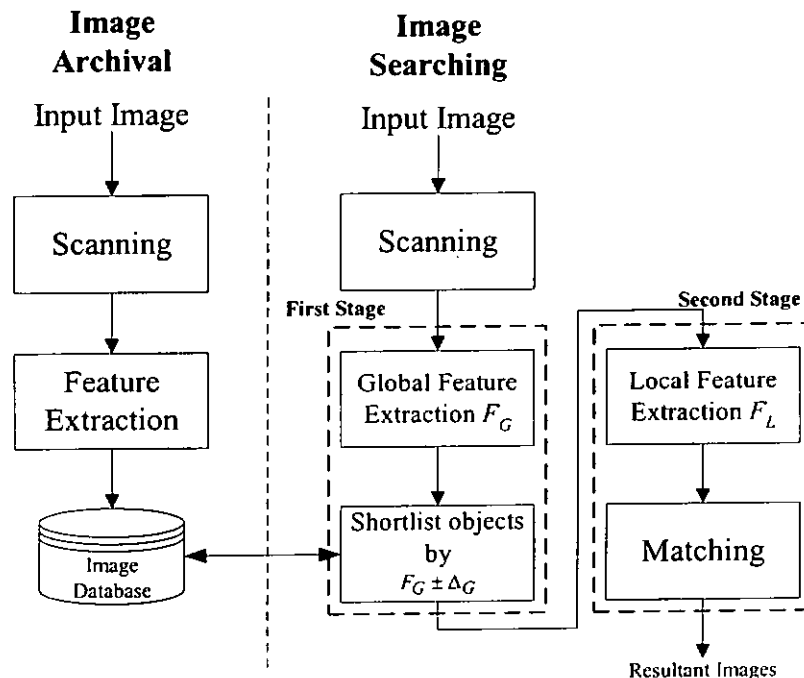 Image
Archival
Input Image
Scanning
Feature
Extraction
Image
Database
Image
Searching
Input Image
Scanning
First Stage
Global Feature
Extraction F_G
Shortlist objects
by
F_G ± Δ_G
Second Stage
Local Feature
Extraction F_L
Matching
Resultant Images